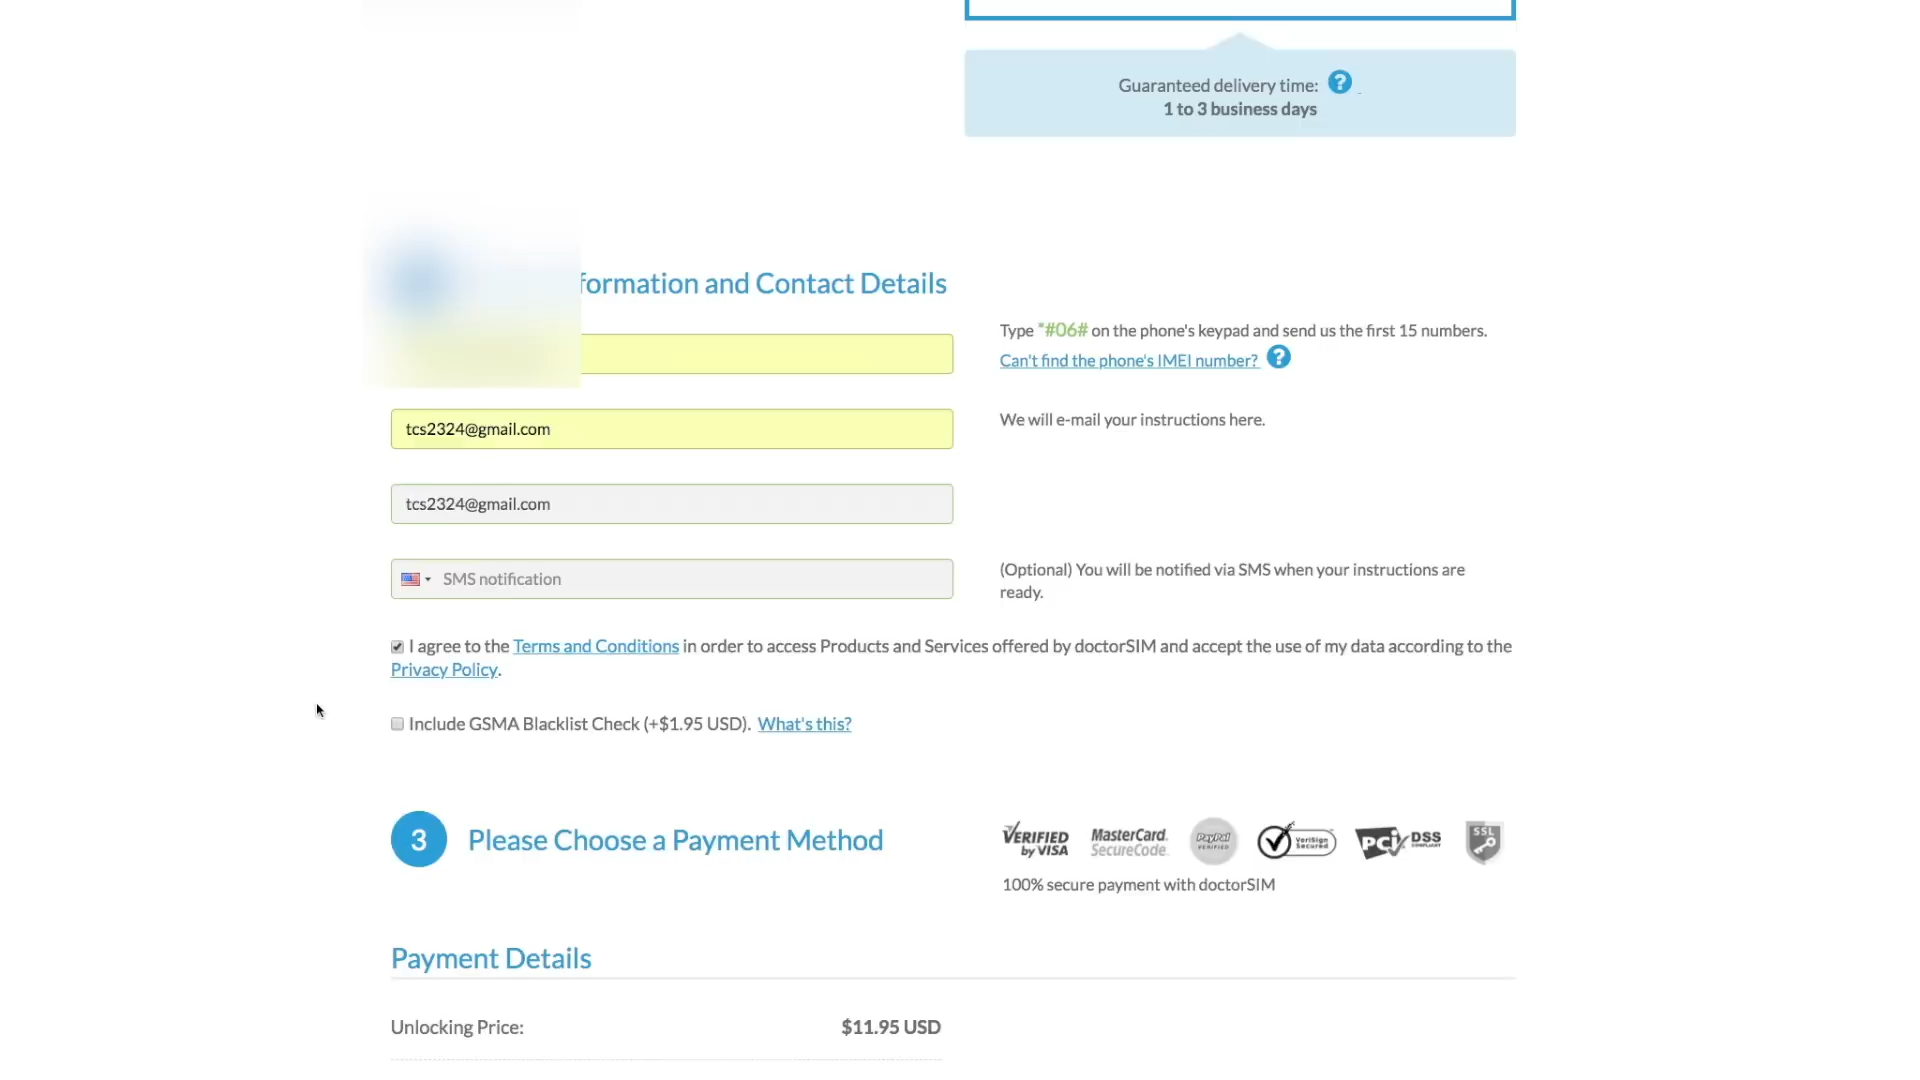 Guaranteed delivery time: ?
1 to 3 business days
formation and Contact Details
Type *#06# on the phone's keypad and send us the first 15 numbers.
Can't find the phone's IMEI number? ?
tcs2324@gmail.com
We will e-mail your instructions here.
tcs2324@gmail.com
SMS notification
(Optional) You will be notified via SMS when your instructions are
ready.
I agree to the Terms and Conditions in order to access Products and Services offered by doctorSIM and accept the use of my data according to the
Privacy Policy.
Include GSMA Blacklist Check (+$1.95 USD). What's this?
3 Please Choose a Payment Method
VERIFIED by VISA MasterCard. SecureCode. PayPal VERIFIED VeriSign Secured PCI DSS COMPLIANT SSL
100% secure payment with doctorSIM
Payment Details
Unlocking Price: $11.95 USD